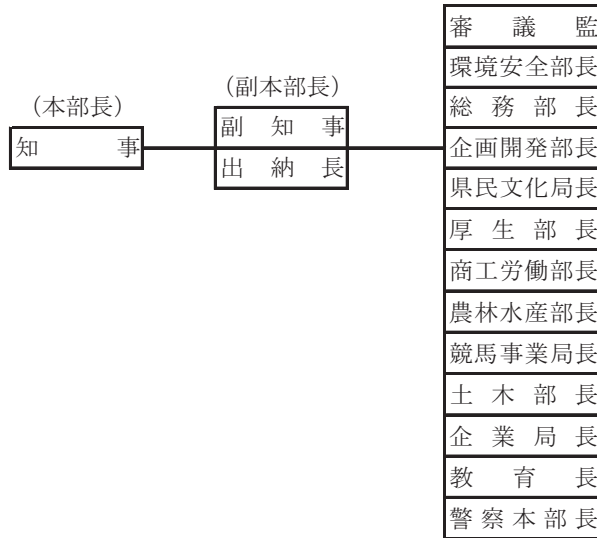 (本部長)
知事
(副本部長)
副知事
出納長
審議監
環境安全部長
総務部長
企画開発部長
県民文化局長
厚生部長
商工労働部長
農林水産部長
競馬事業局長
土木部長
企業局長
教育長
警察本部長